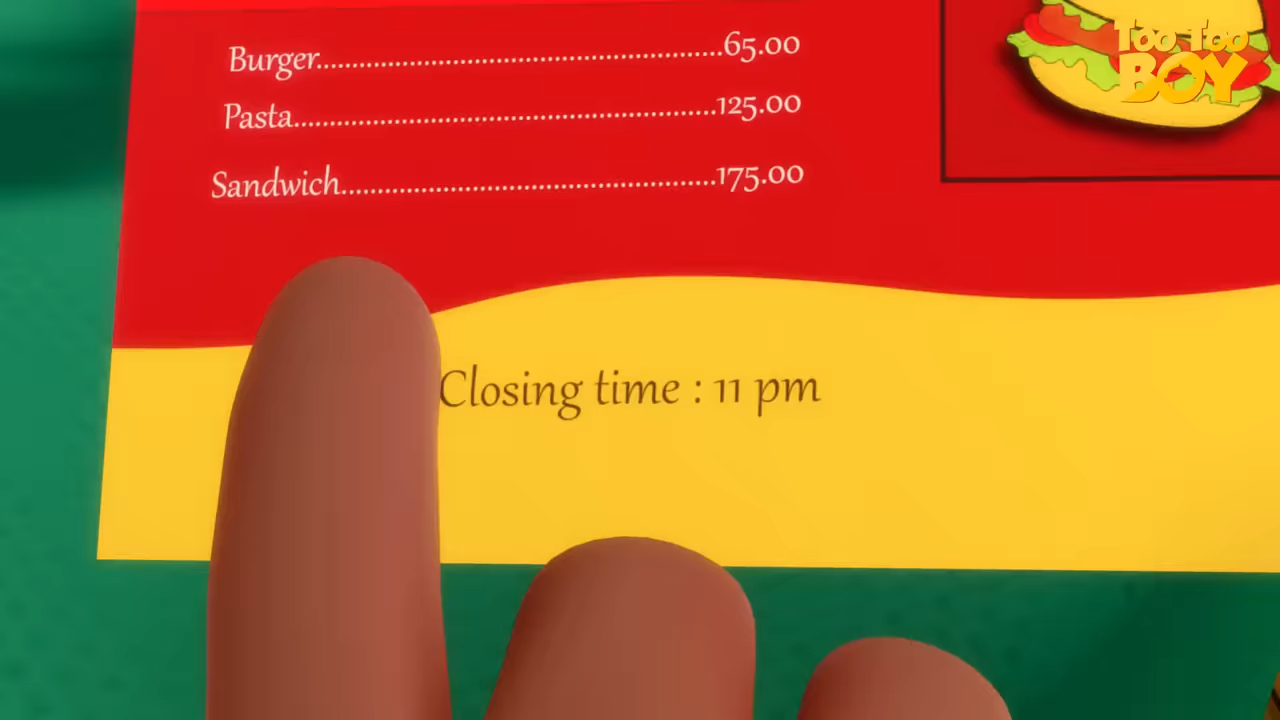 Too Too
BOY
Burger..................................................65.00
Pasta....................................................125.00
Sandwich..............................................175.00
Closing time : 11 pm